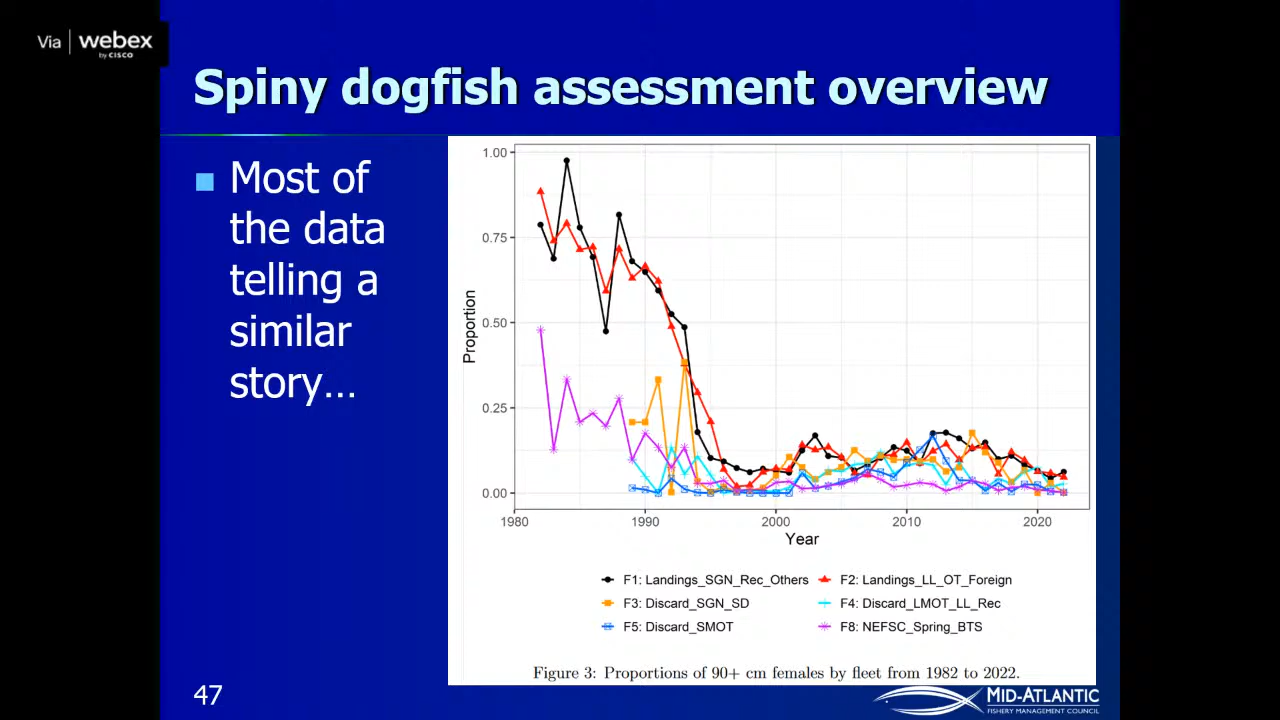 Via webex
by CISCO
Spiny dogfish assessment overview
Most of
the data
telling a
similar
story…
1.00
0.75
0.50
0.25
0.00
Proportion
1980 1990 2000 2010 2020
Year
F1: Landings_SGN_Rec_Others F2: Landings_LL_OT_Foreign
F3: Discard_SGN_SD F4: Discard_LMOT_LL_Rec
F5: Discard_SMOT F8: NEFSC_Spring_BTS
Figure 3: Proportions of 90+ cm females by fleet from 1982 to 2022.
47
MID-ATLANTIC
FISHERY MANAGEMENT COUNCIL